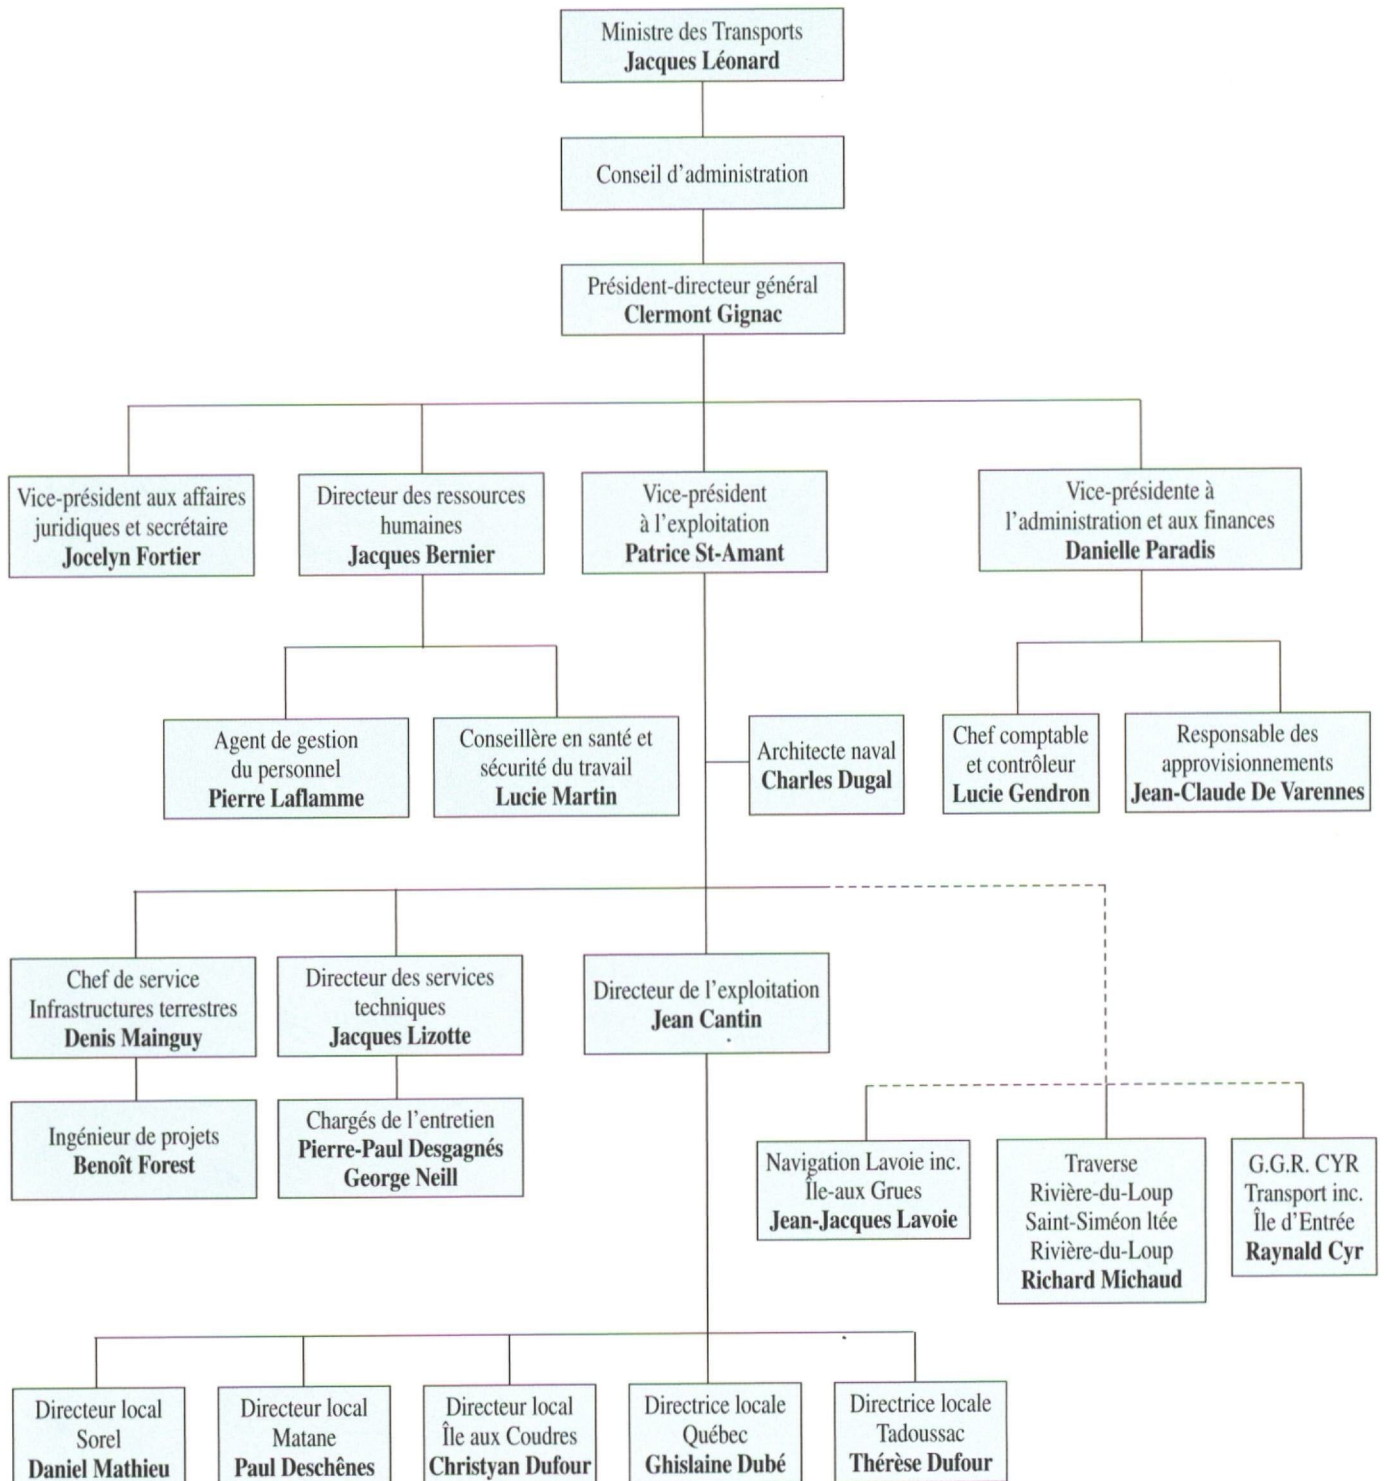 Ministre des Transports
Jacques Léonard
Conseil d'administration
Président-directeur général
Clermont Gignac
Vice-président aux affaires
juridiques et secrétaire
Jocelyn Fortier
Directeur des ressources
humaines
Jacques Bernier
Vice-président
à l'exploitation
Patrice St-Amant
Vice-présidente à
l'administration et aux finances
Danielle Paradis
Agent de gestion
du personnel
Pierre Laflamme
Conseillère en santé et
sécurité du travail
Lucie Martin
Architecte naval
Charles Dugal
Chef comptable
et contrôleur
Lucie Gendron
Responsable des
approvisionnements
Jean-Claude De Varennes
Chef de service
Infrastructures terrestres
Denis Mainguy
Directeur des services
techniques
Jacques Lizotte
Directeur de l'exploitation
Jean Cantin
Ingénieur de projets
Benoît Forest
Chargés de l'entretien
Pierre-Paul Desgagnés
George Neill
Navigation Lavoie inc.
Île-aux Grues
Jean-Jacques Lavoie
Traverse
Rivière-du-Loup
Saint-Siméon ltée
Rivière-du-Loup
Richard Michaud
G.G.R. CYR
Transport inc.
Île d'Entrée
Raynald Cyr
Directeur local
Sorel
Daniel Mathieu
Directeur local
Matane
Paul Deschênes
Directeur local
Île aux Coudres
Christyan Dufour
Directrice locale
Québec
Ghislaine Dubé
Directrice locale
Tadoussac
Thérèse Dufour